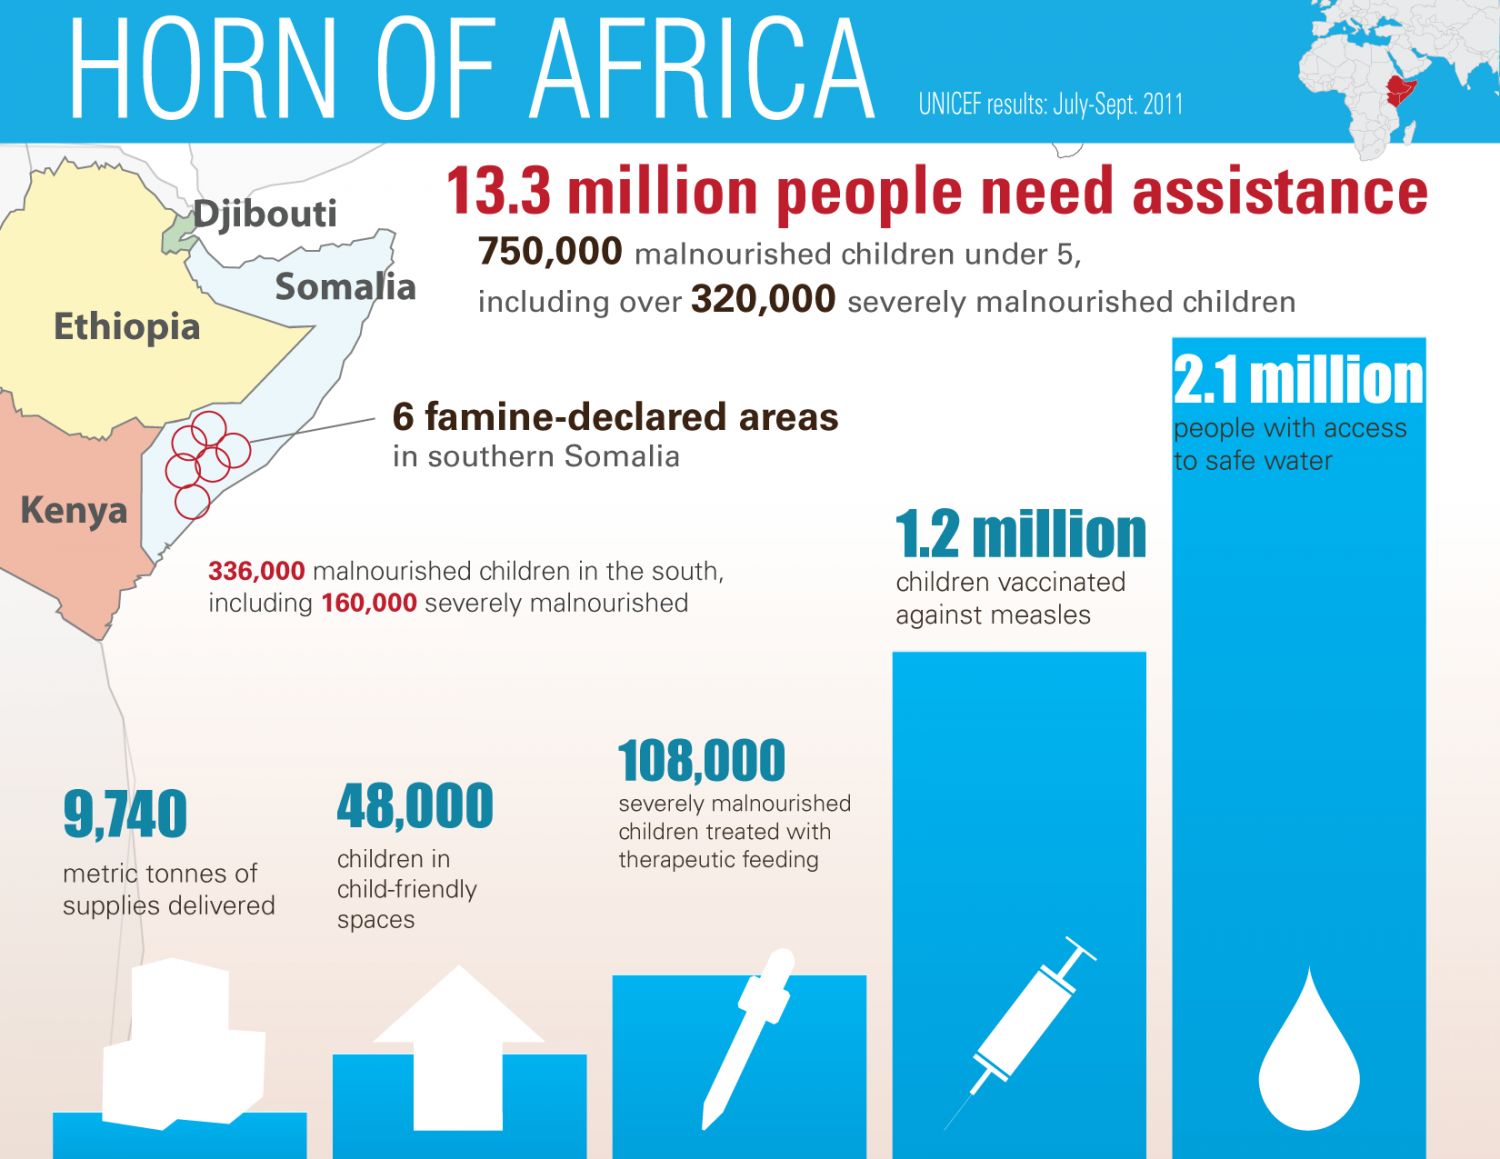 HORN OF AFRICA
UNICEF results: July-Sept. 2011
13.3 million people need assistance
750,000 malnourished children under 5,
including over 320,000 severely malnourished children
Djibouti
Somalia
Ethiopia
Kenya
6 famine-declared areas
in southern Somalia
336,000 malnourished children in the south,
including 160,000 severely malnourished
9,740
metric tonnes of
supplies delivered
48,000
children in
child-friendly
spaces
108,000
severely malnourished
children treated with
therapeutic feeding
1.2 million
children vaccinated
against measles
2.1 million
people with access
to safe water